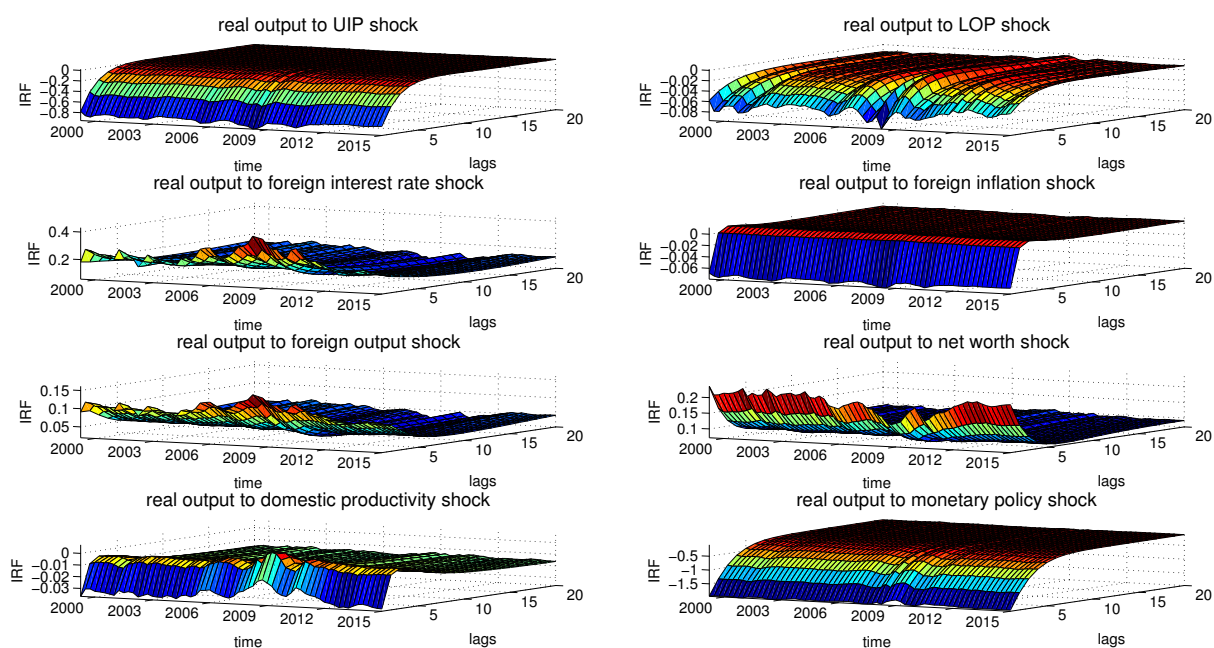 real output to UIP shock
0
−0.2
−0.4
−0.6
−0.8
IRF
2000 2003 2006 2009 2012 2015
time
5 10 15 20
lags
real output to LOP shock
0
−0.02
−0.04
−0.06
−0.08
IRF
2000 2003 2006 2009 2012 2015
time
5 10 15 20
lags
real output to foreign interest rate shock
0.4
0.2
IRF
2000 2003 2006 2009 2012 2015
time
5 10 15 20
lags
real output to foreign inflation shock
0
−0.02
−0.04
−0.06
IRF
2000 2003 2006 2009 2012 2015
time
5 10 15 20
lags
real output to foreign output shock
0.15
0.1
0.05
IRF
2000 2003 2006 2009 2012 2015
time
5 10 15 20
lags
real output to net worth shock
0.2
0.15
0.1
IRF
2000 2003 2006 2009 2012 2015
time
5 10 15 20
lags
real output to domestic productivity shock
0
−0.01
−0.02
−0.03
IRF
2000 2003 2006 2009 2012 2015
time
5 10 15 20
lags
real output to monetary policy shock
−0.5
−1
−1.5
IRF
2000 2003 2006 2009 2012 2015
time
5 10 15 20
lags